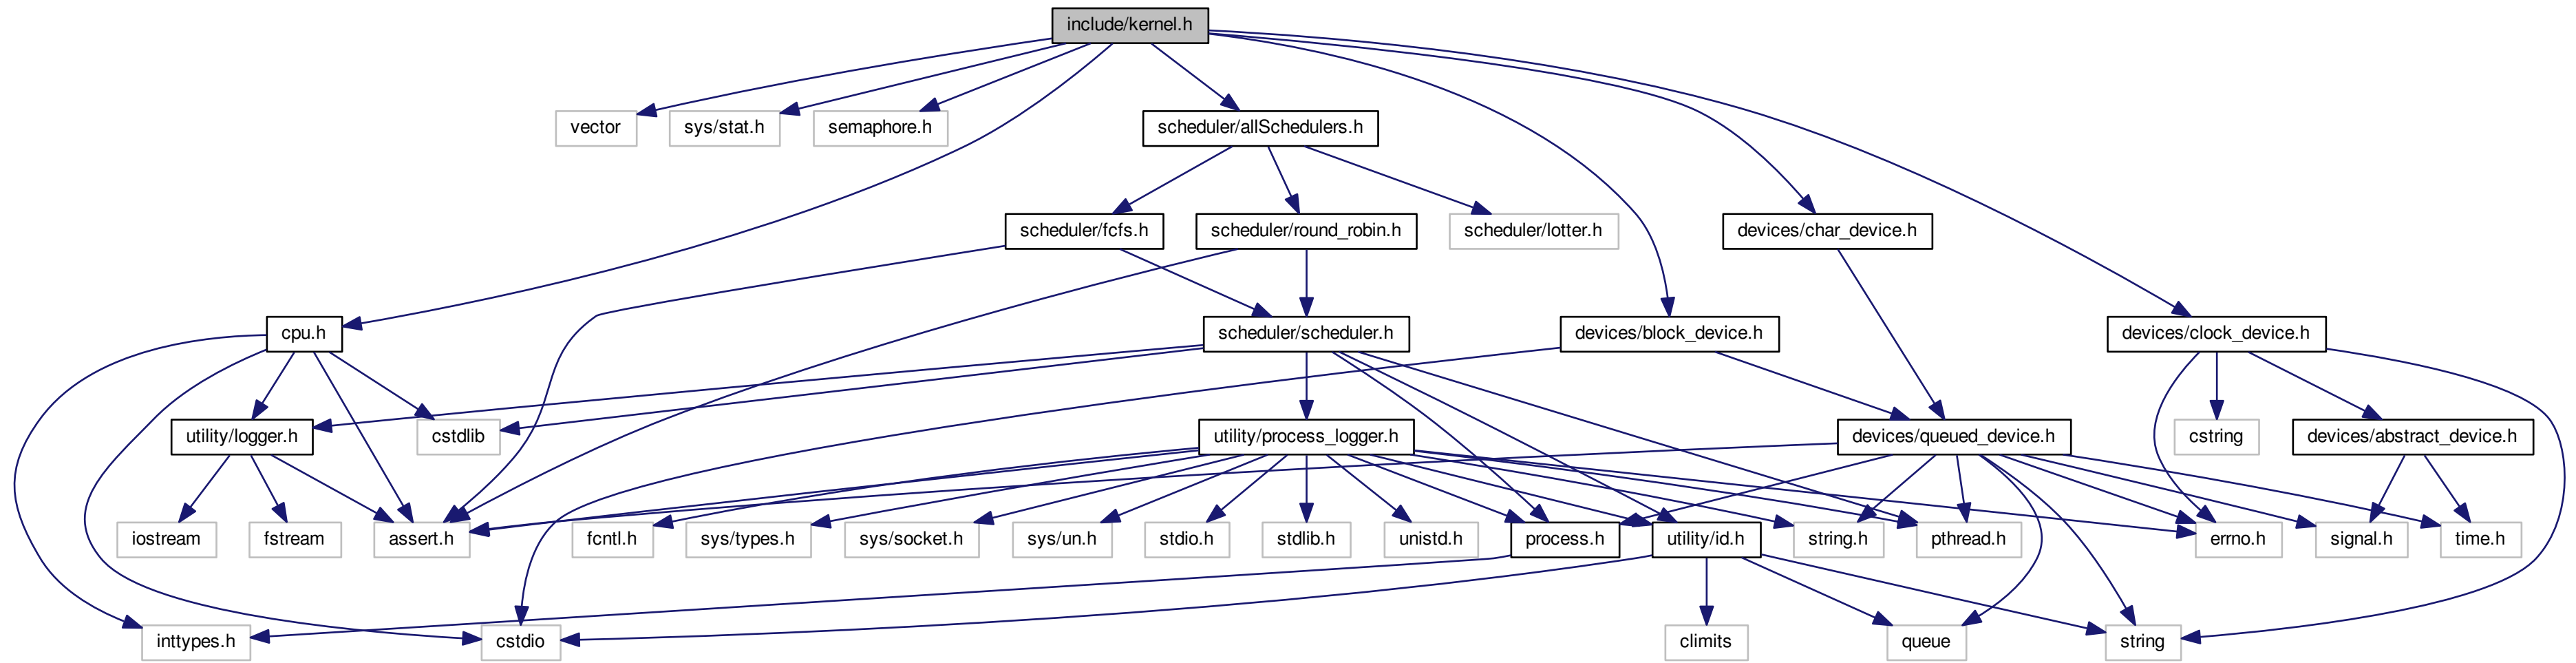 include/kernel.h
vector
sys/stat.h
semaphore.h
scheduler/allSchedulers.h
scheduler/fcfs.h
scheduler/round_robin.h
scheduler/lotter.h
devices/char_device.h
cpu.h
scheduler/scheduler.h
devices/block_device.h
devices/clock_device.h
utility/logger.h
cstdlib
utility/process_logger.h
devices/queued_device.h
cstring
devices/abstract_device.h
iostream
fstream
assert.h
fcntl.h
sys/types.h
sys/socket.h
sys/un.h
stdio.h
stdlib.h
unistd.h
process.h
utility/id.h
string.h
pthread.h
errno.h
signal.h
time.h
inttypes.h
cstdio
climits
queue
string